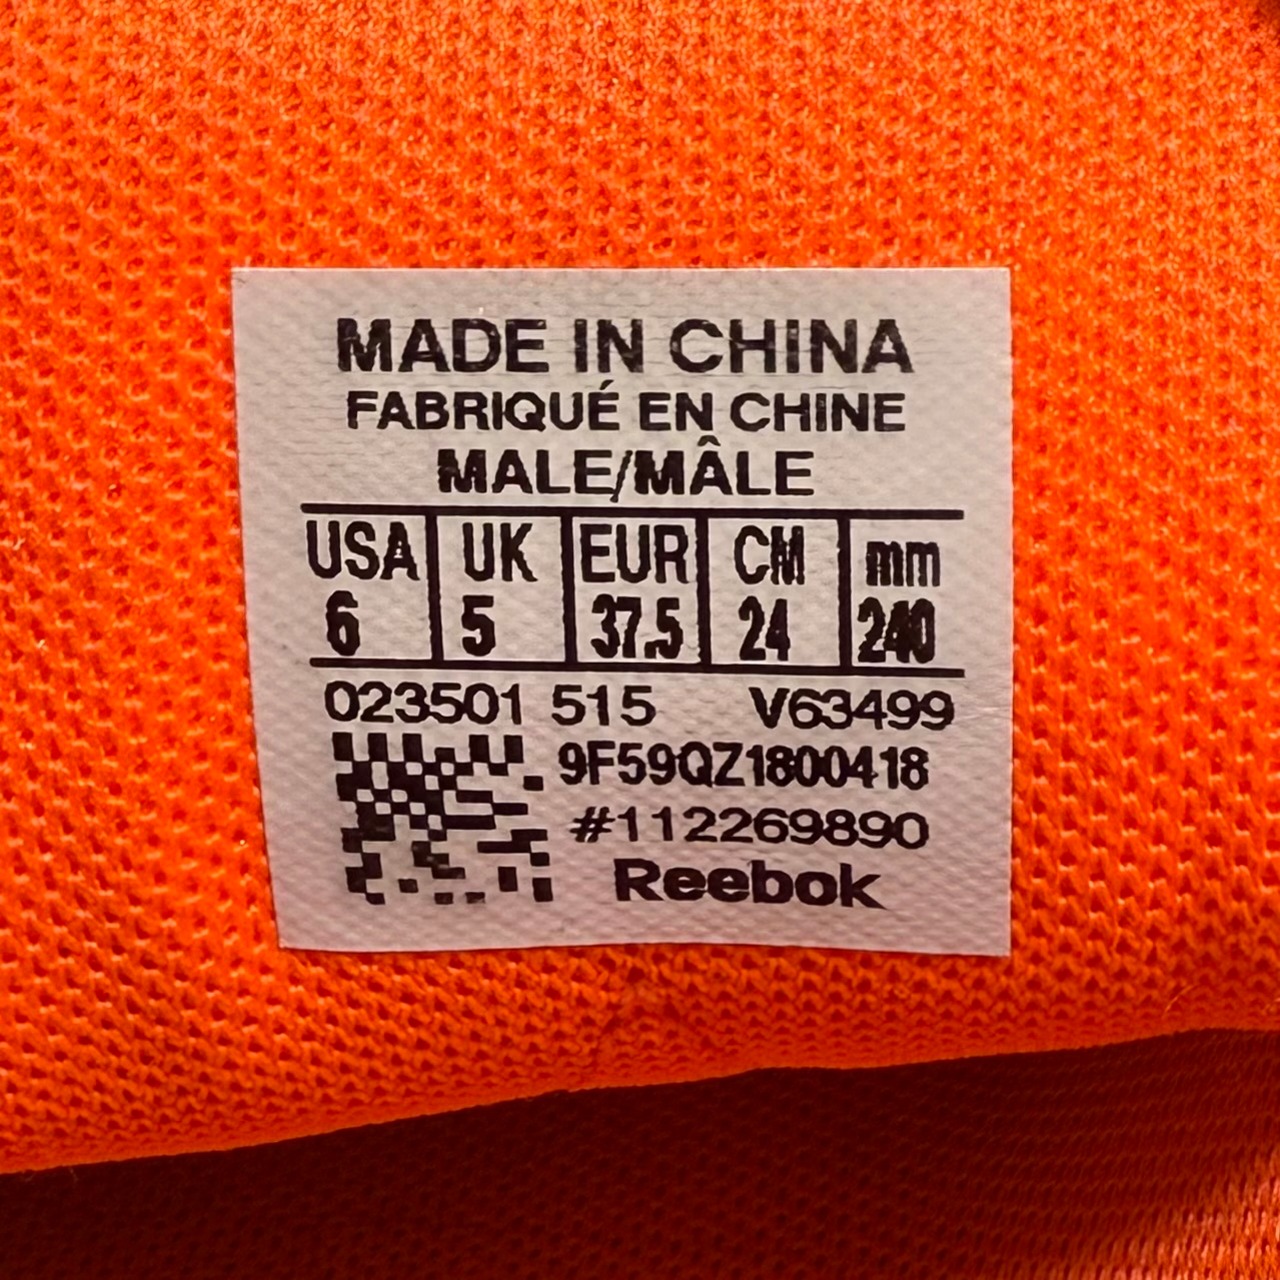 MADE IN CHINA
FABRIQUÉ EN CHINE
MALE/MÂLE
USA UK EUR CM mm
6 5 37.5 24 240
023501 515 V63499
9F59QZ1800418
#112269890
Reebok